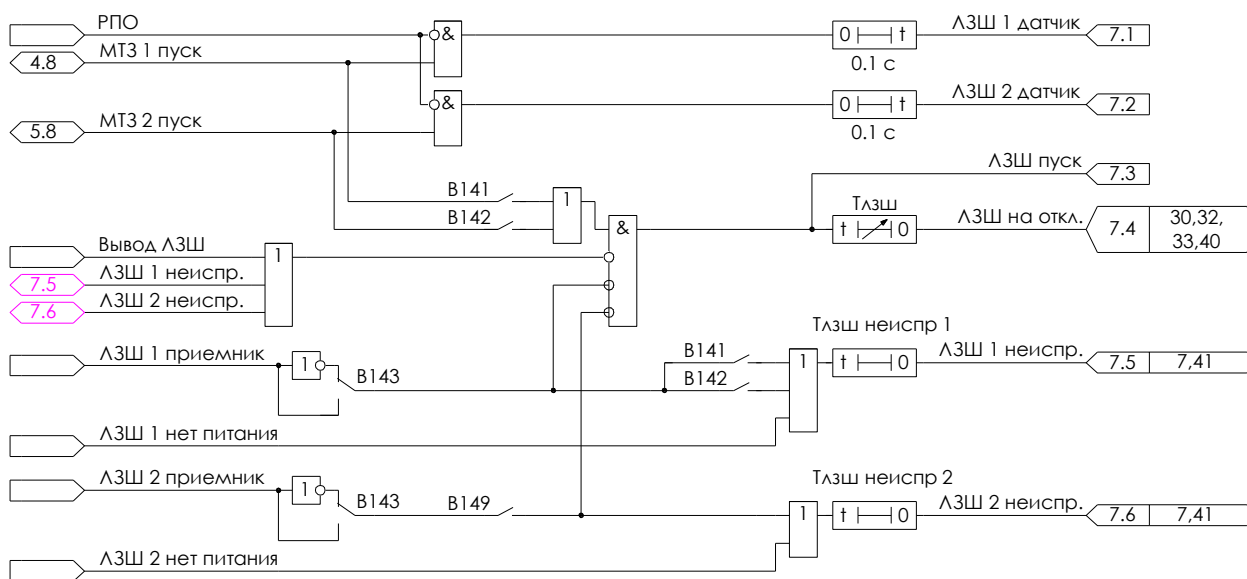 РПО
& 0 t ЛЗШ 1 датчик 7.1
4.8 МТЗ 1 пуск
0.1 с
& 0 t ЛЗШ 2 датчик 7.2
5.8 МТЗ 2 пуск
0.1 с
ЛЗШ пуск 7.3
В141 1
В142
& Тлзш
t 0 ЛЗШ на откл. 7.4 30,32,
33,40
Вывод ЛЗШ 1
7.5 ЛЗШ 1 неиспр.
7.6 ЛЗШ 2 неиспр.
Тлзш неиспр 1
ЛЗШ 1 приемник 1 В143
В141 1 t 0 ЛЗШ 1 неиспр. 7.5 7,41
В142
ЛЗШ 1 нет питания
ЛЗШ 2 приемник 1 В143 В149
Тлзш неиспр 2
1 t 0 ЛЗШ 2 неиспр. 7.6 7,41
ЛЗШ 2 нет питания